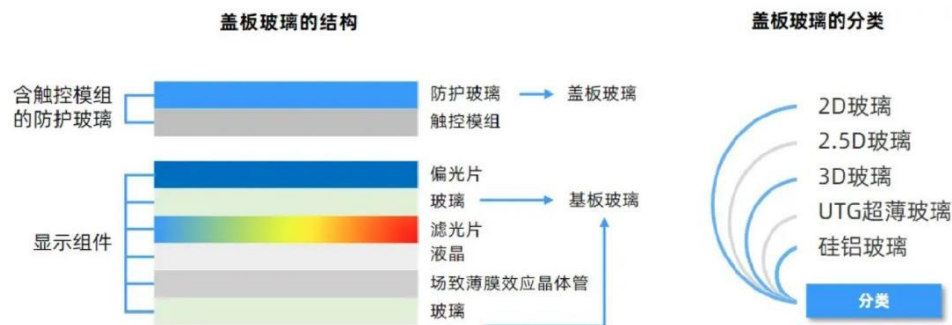 盖板玻璃的结构
含触控模组
的防护玻璃
防护玻璃
盖板玻璃
触控模组
显示组件
偏光片
玻璃
基板玻璃
滤光片
液晶
场致薄膜效应晶体管
玻璃
盖板玻璃的分类
2D玻璃
2.5D玻璃
3D玻璃
UTG超薄玻璃
硅铝玻璃
分类